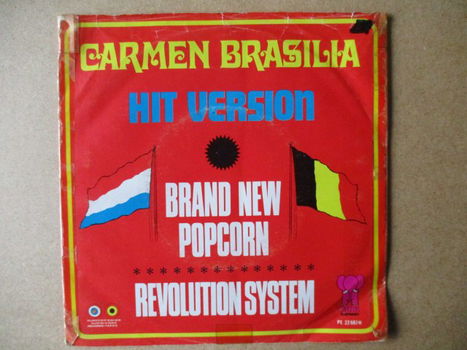 CARMEN BRASILIA
HIT VERSION
BRAND NEW
POPCORN
* * * * * * * * * * * * * *
REVOLUTION SYSTEM